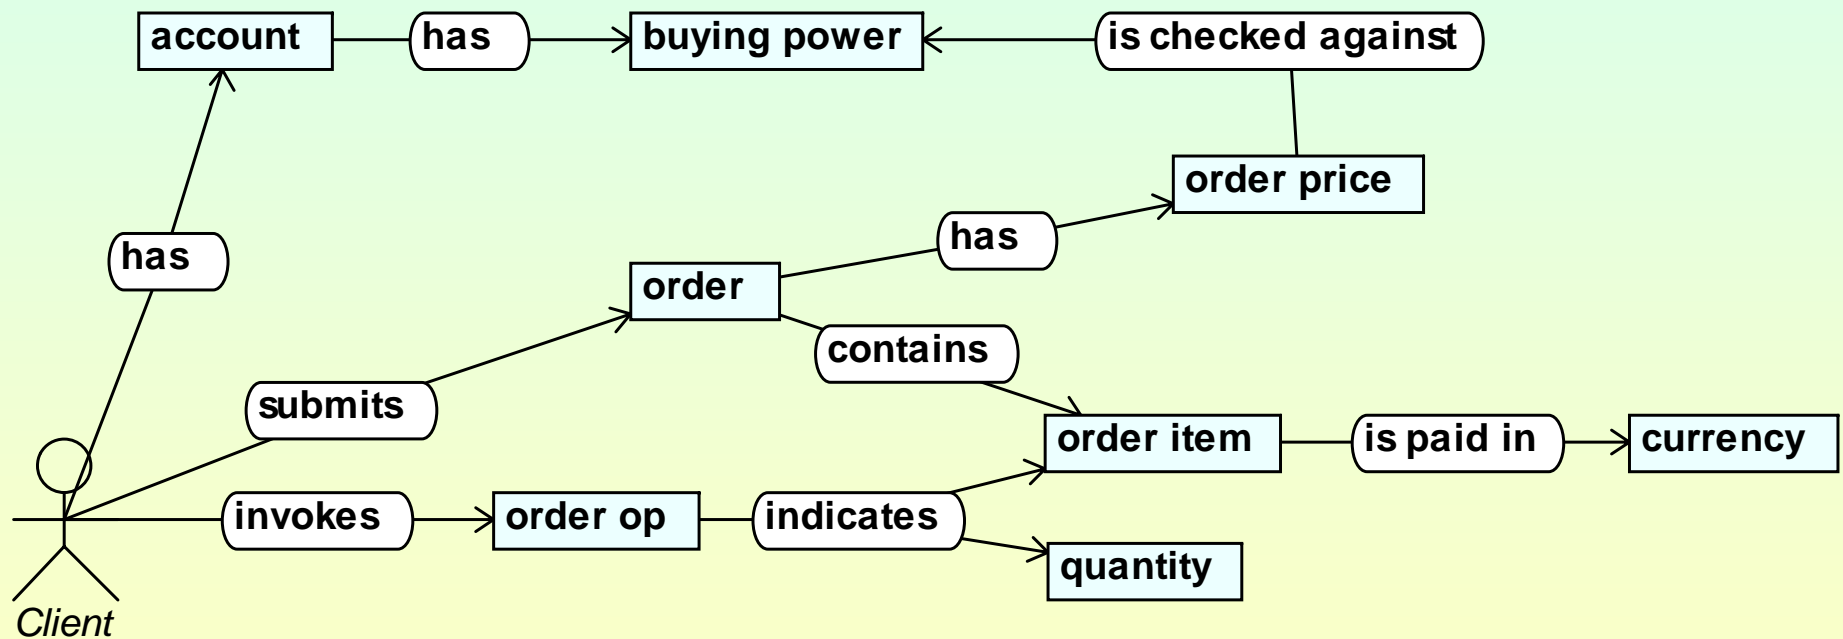 account
has
buying power
is checked against
order price
has
has
order
contains
submits
order item
is paid in
currency
invokes
order op
indicates
quantity
Client